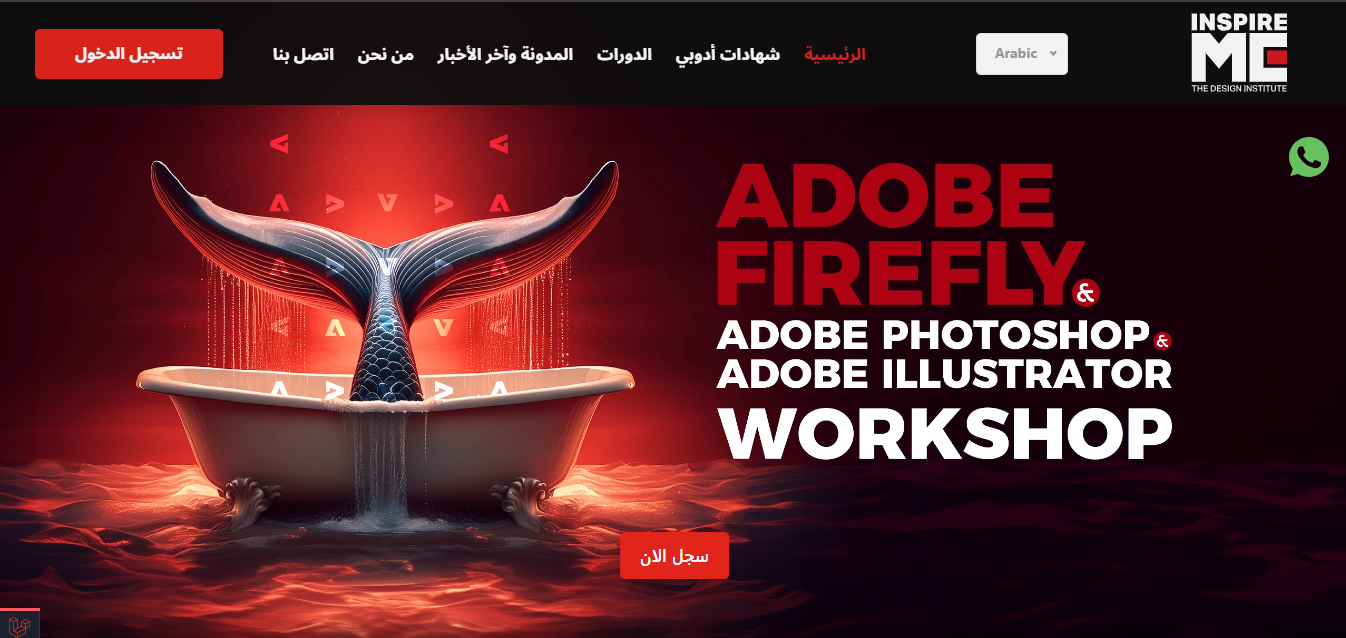 INSPIRE
ME
THE DESIGN INSTITUTE
Arabic
الرئيسية
شهادات أدوبي
الدورات
المدونة وآخر الأخبار
من نحن
اتصل بنا
تسجيل الدخول
ADOBE
FIREFLY &
ADOBE PHOTOSHOP &
ADOBE ILLUSTRATOR
WORKSHOP
سجل الان